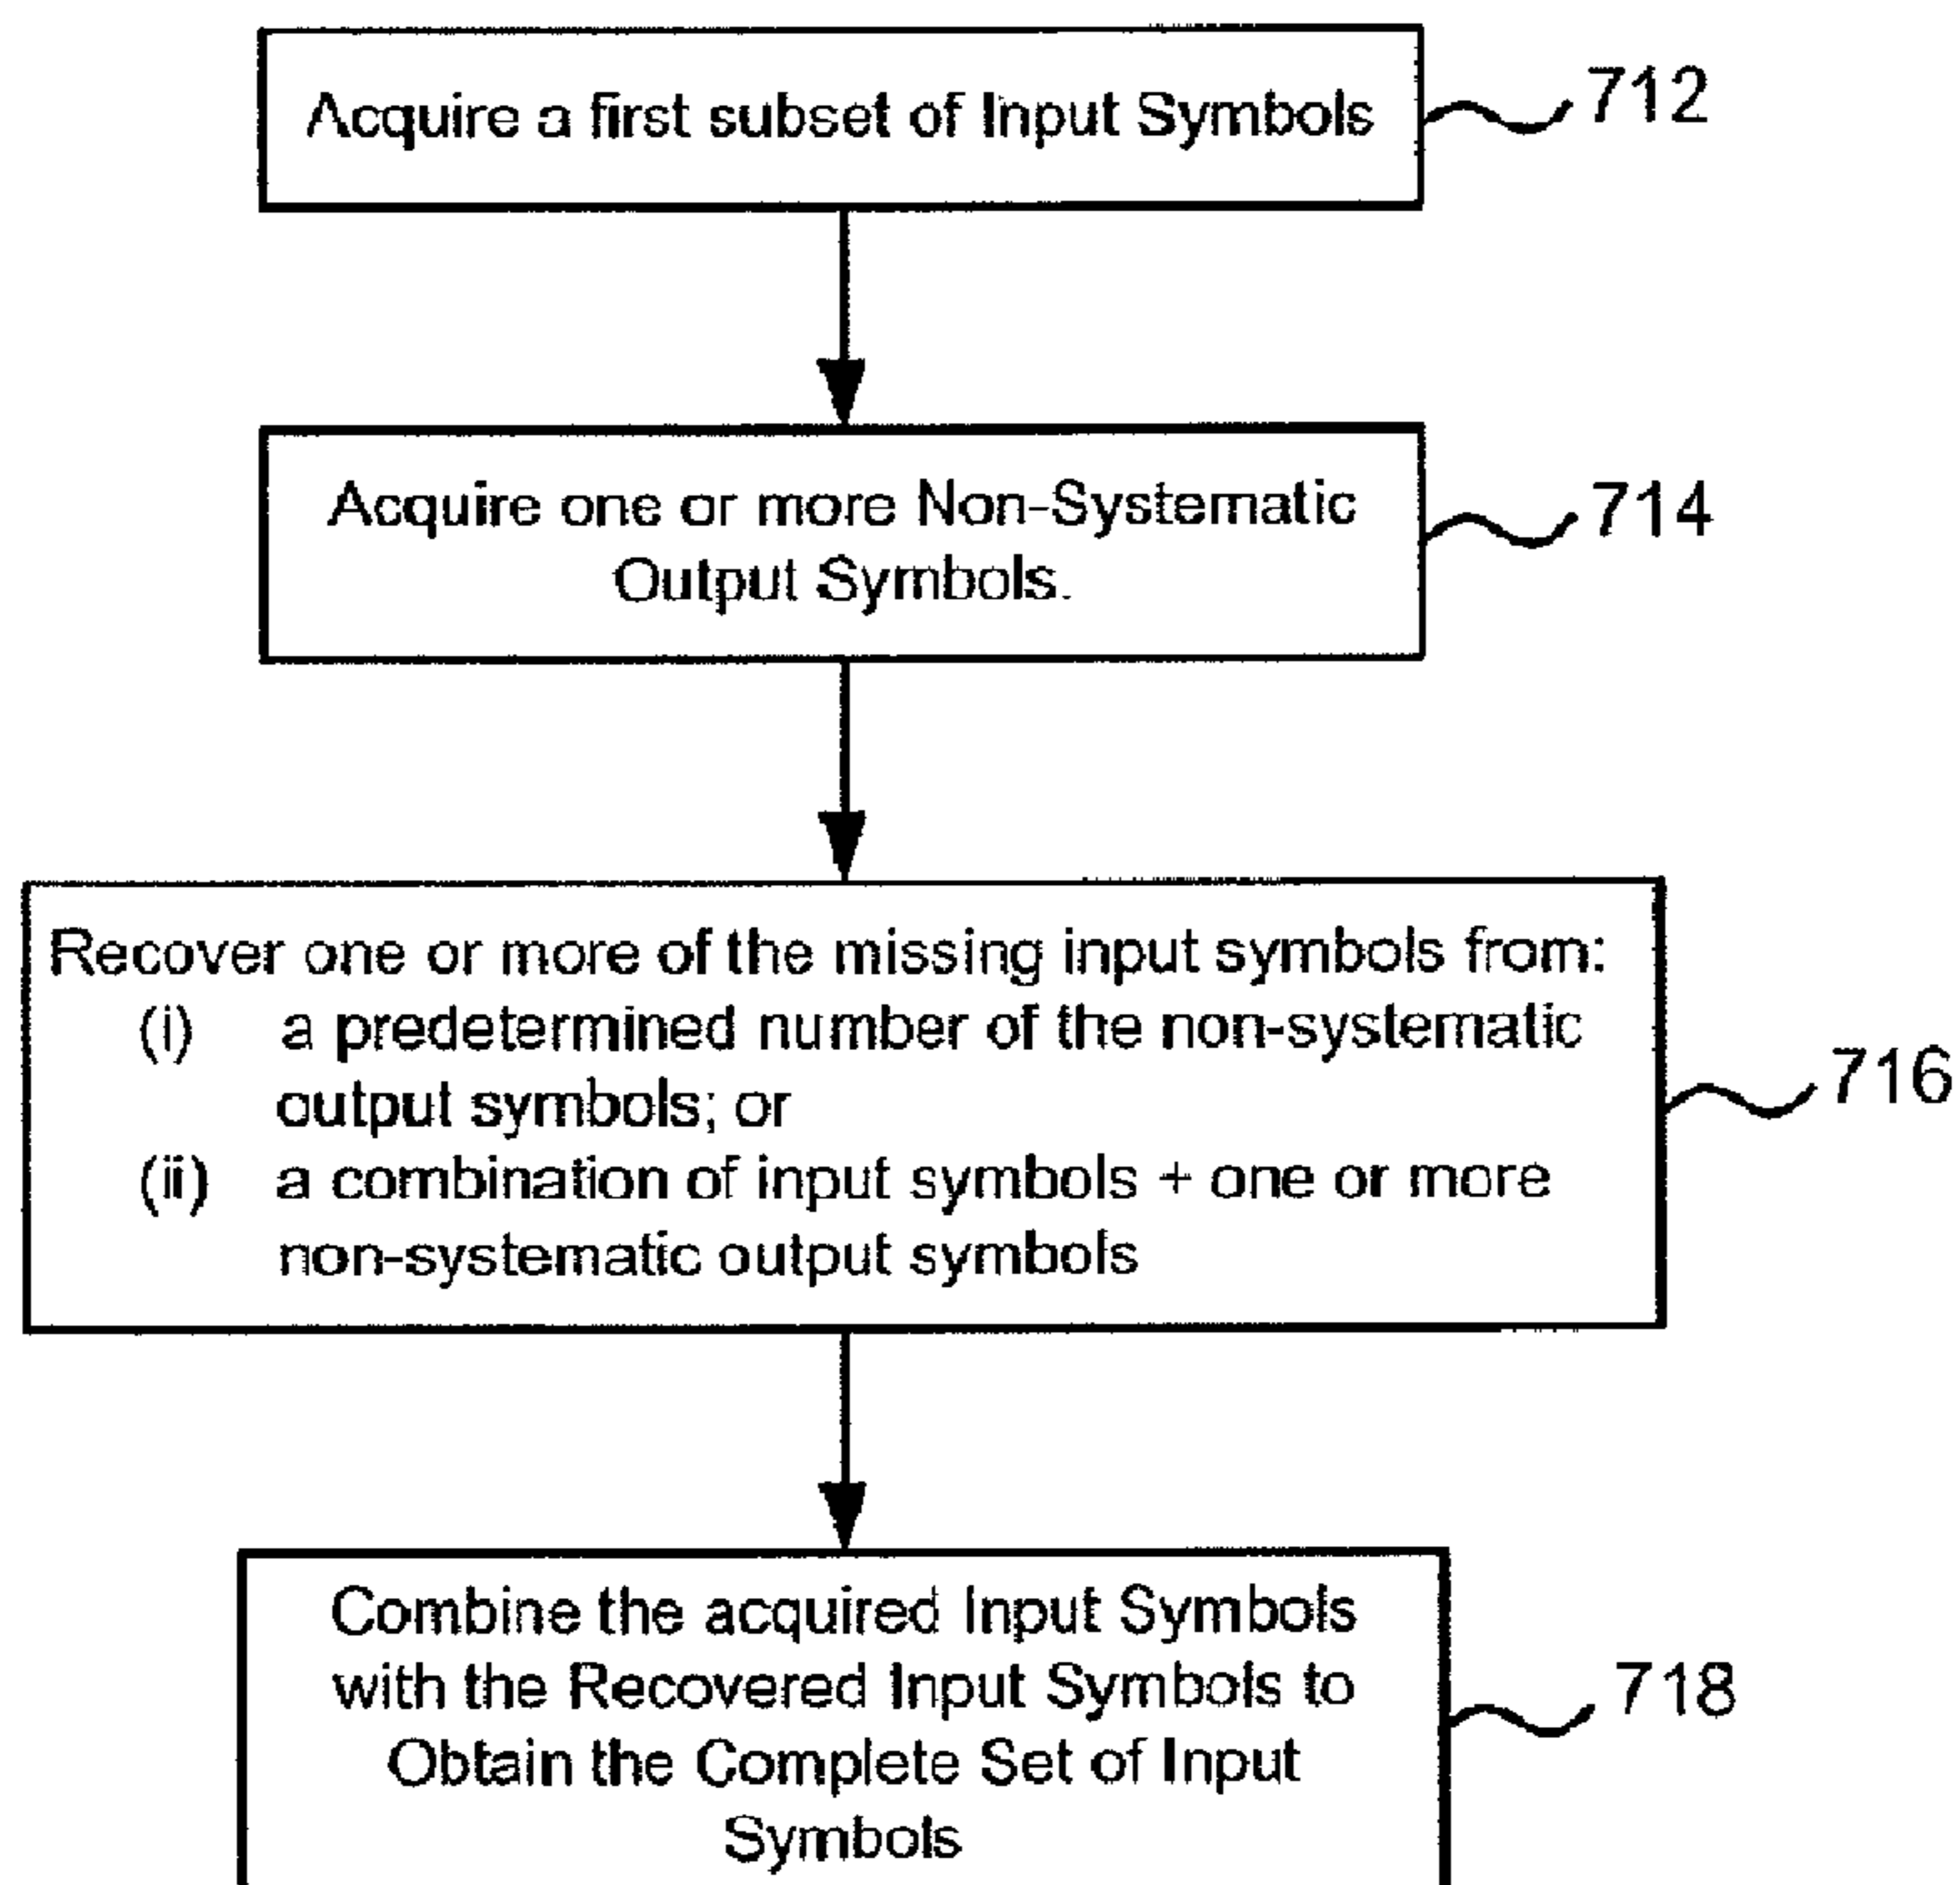 Acquire a first subset of Input Symbols
712
Acquire one or more Non-Systematic
Output Symbols.
714
Recover one or more of the missing input symbols from:
(i) a predetermined number of the non-systematic
output symbols; or
(ii) a combination of input symbols + one or more
non-systematic output symbols
716
Combine the acquired Input Symbols
with the Recovered Input Symbols to
Obtain the Complete Set of Input
Symbols
718